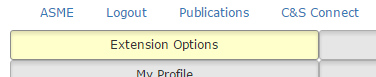 ASME Logout Publications C&S Connect
Extension Options
My Profile